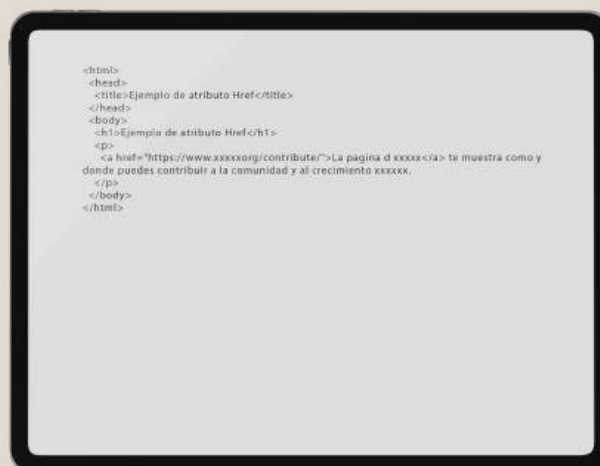 <html>
<head>
<title>Ejemplo de atributo Href</title>
</head>
<body>
<h1>Ejemplo de atributo Href</h1>
<p>
<a href="https://www.xxxxxorg/contribute/">La pagina d xxxxx</a> te muestra como y
donde puedes contribuir a la comunidad y al crecimiento xxxxxx.
</p>
</body>
</html>